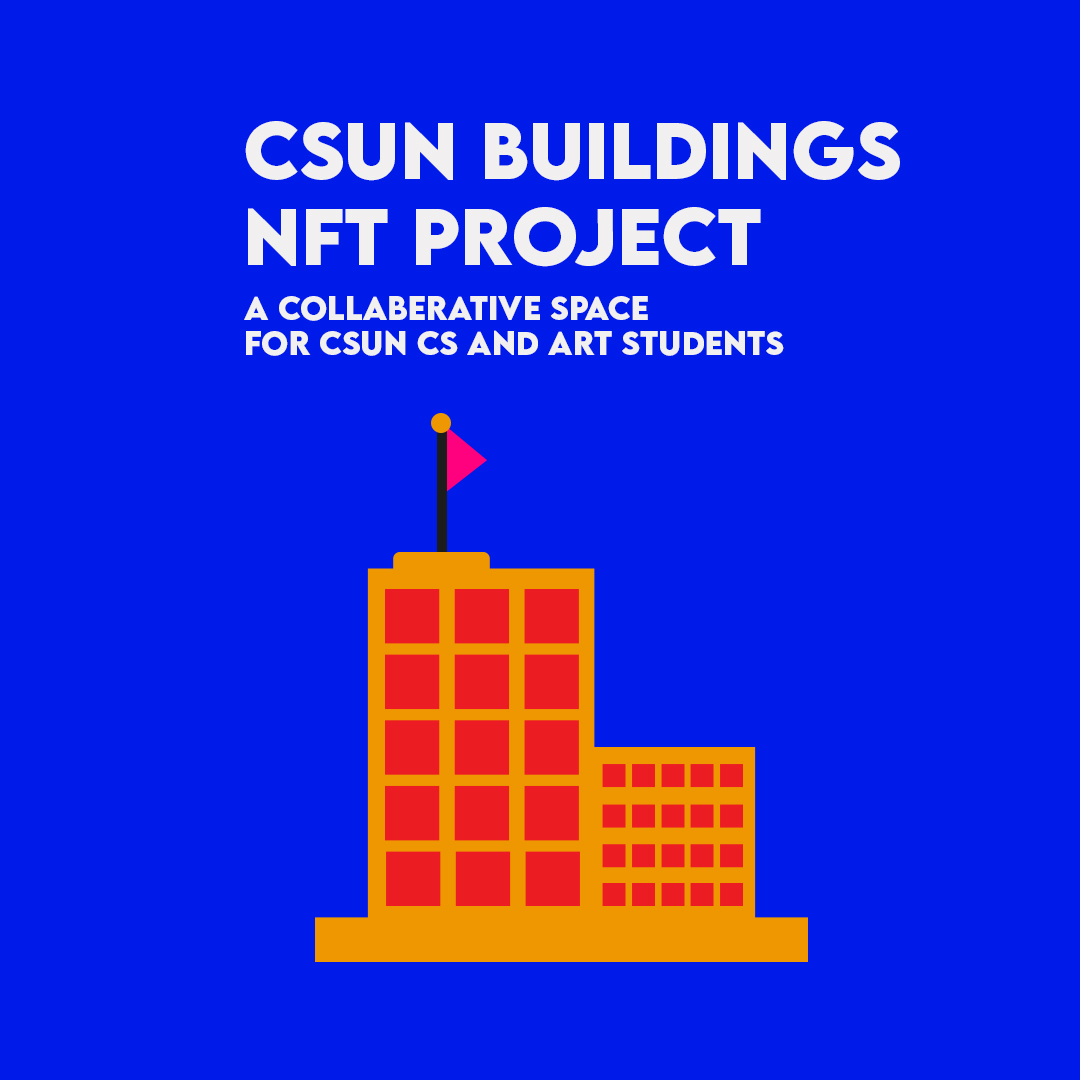 CSUN BUILDINGS
NFT PROJECT
A COLLABERATIVE SPACE
FOR CSUN CS AND ART STUDENTS